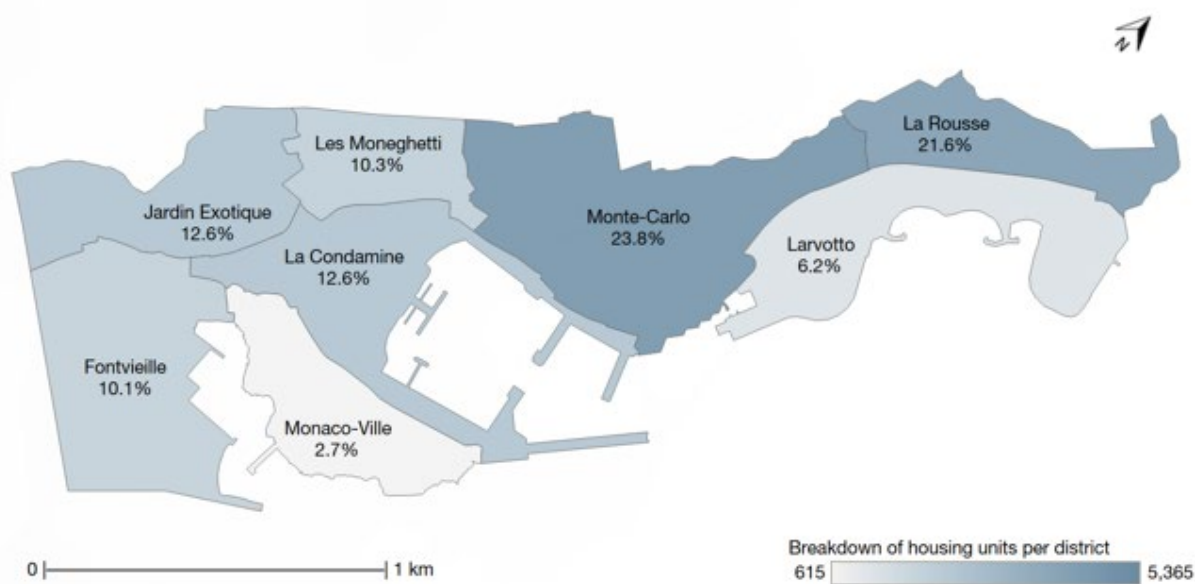 N
La Rousse
21.6%
Les Moneghetti
10.3%
Jardin Exotique
12.6%
Monte-Carlo
23.8%
La Condamine
12.6%
Larvotto
6.2%
Fontvieille
10.1%
Monaco-Ville
2.7%
Breakdown of housing units per district
0 1 km
615 5,365